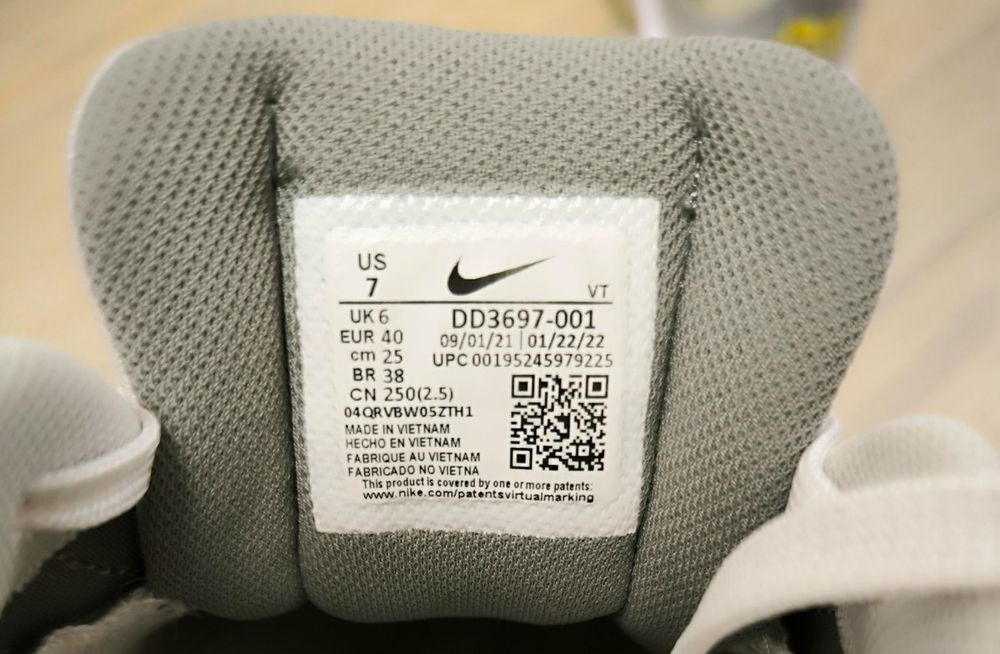 US
7
VT
UK 6
DD3697-001
EUR 40
09/01/21 | 01/22/22
cm 25
UPC 00195245979225
BR 38
CN 250(2.5)
04QRVBW05ZTH1
MADE IN VIETNAM
HECHO EN VIETNAM
FABRIQUE AU VIETNAM
FABRICADO NO VIETNA
This product is covered by one or more patents:
www.nike.com/patentsvirtualmarking